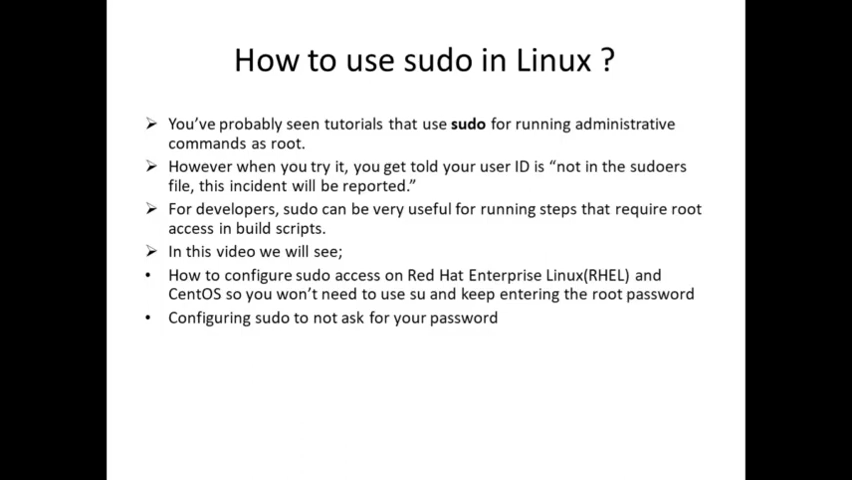 How to use sudo in Linux ?
➢ You've probably seen tutorials that use sudo for running administrative
commands as root.
➢ However when you try it, you get told your user ID is “not in the sudoers
file, this incident will be reported.”
➢ For developers, sudo can be very useful for running steps that require root
access in build scripts.
➢ In this video we will see;
• How to configure sudo access on Red Hat Enterprise Linux(RHEL) and
CentOS so you won't need to use su and keep entering the root password
• Configuring sudo to not ask for your password